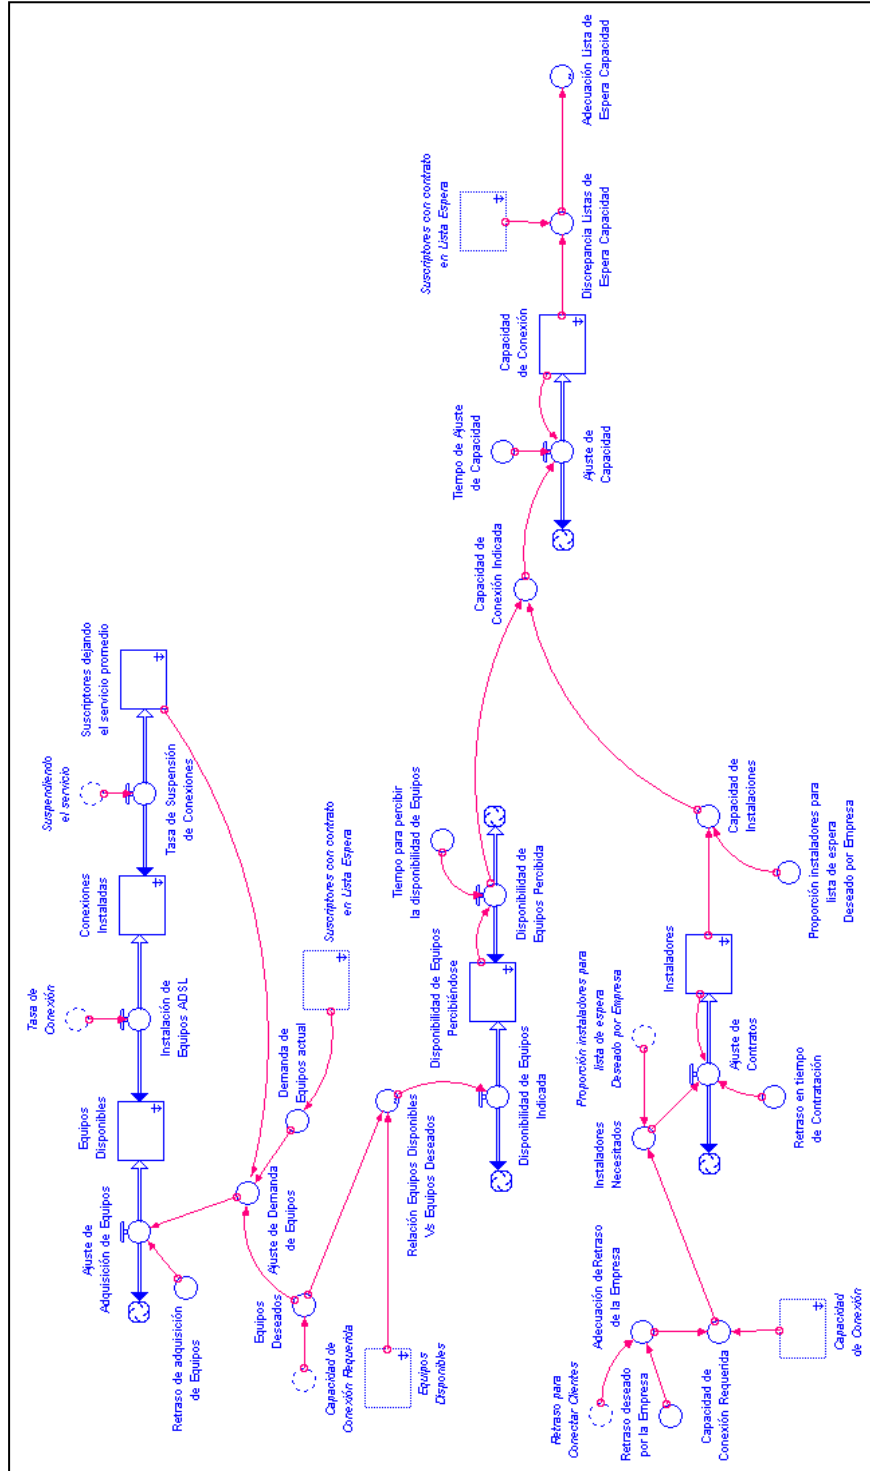 Tasa de
Conexión
Suspendiendo
el servicio
Ajuste de
Adquisición de Equipos
Equipos
Disponibles
Conexiones
Instaladas
Suscriptores dejando
el servicio promedio
Retraso de adquisición
de Equipos
Instalación de
Equipos ADSL
Tasa de Suspensión
de Conexiones
Equipos
Deseados
Ajuste de Demanda
de Equipos
Demanda de
Equipos actual
Suscriptores con contrato
en Lista Espera
Capacidad de
Conexión Requerida
Equipos
Disponibles
Relación Equipos Disponibles
Vs Equipos Deseados
Disponibilidad de Equipos
Percibiéndose
Tiempo para percibir
la disponibilidad de Equipos
Disponibilidad de Equipos
Indicada
Disponibilidad de
Equipos Percibida
Capacidad de
Conexión Indicada
Tiempo de Ajuste
de Capacidad
Capacidad
de Conexión
Suscriptores con contrato
en Lista Espera
Ajuste de
Capacidad
Discrepancia Listas de
Espera Capacidad
Adecuación Lista de
Espera Capacidad
Retraso para
Conectar Clientes
Adecuación de Retraso
de la Empresa
Retraso deseado
por la Empresa
Instaladores
Necesitados
Proporción instaladores para
lista de espera
Deseado por Empresa
Instaladores
Capacidad de
Conexión Requerida
Ajuste de
Contratos
Capacidad de
Instalaciones
Retraso en tiempo
de Contratación
Proporción instaladores para
lista de espera
Deseado por Empresa
Capacidad
de Conexión